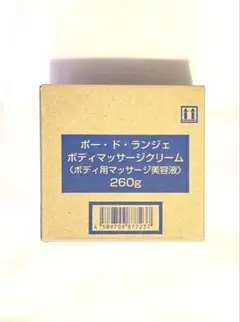 ポー・ド・ランジェ
ボディマッサージクリーム
〈ボディ用マッサージ美容液〉
260g